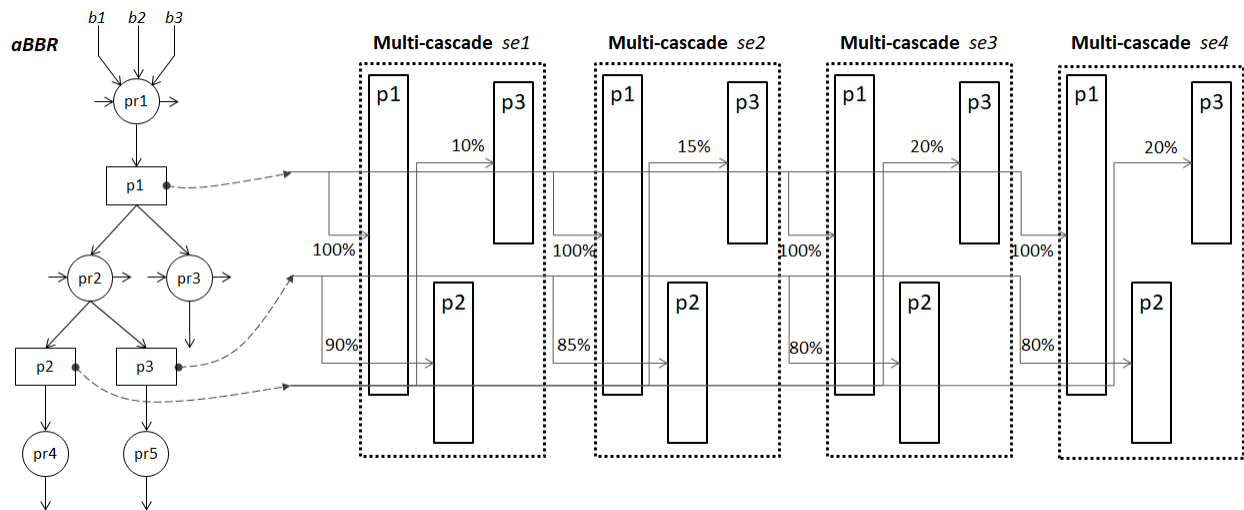 b1 b2 b3
aBBR
Multi-cascade se1 Multi-cascade se2 Multi-cascade se3 Multi-cascade se4
pr1
p1 p3 p1 p3 p1 p3 p1 p3
10% 15% 20% 20%
p1
100% 100% 100% 100%
pr2 pr3
p2 p2 p2 p2
90% 85% 80% 80%
p2 p3
pr4 pr5